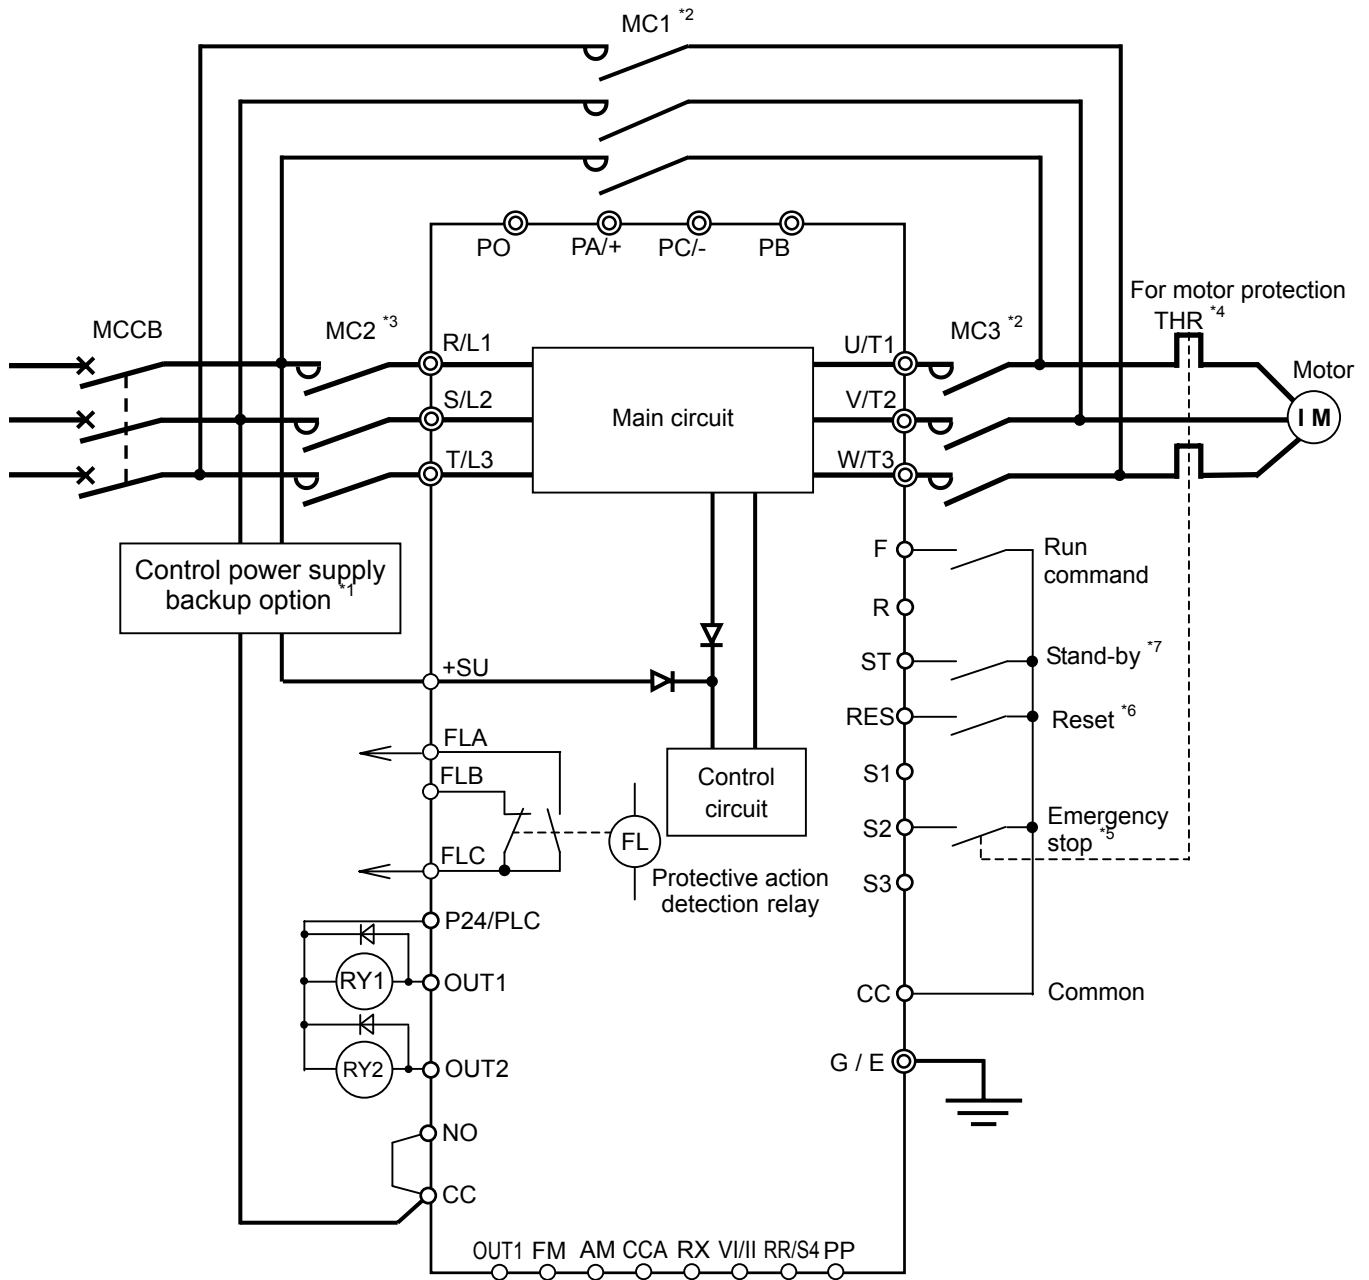 MC1 *2
PO
PA/+
PC/-
PB
For motor protection
THR *4
MCCB
MC2 *3
R/L1
U/T1
MC3 *2
Motor
S/L2
Main circuit
V/T2
I M
T/L3
W/T3
Control power supply
backup option *1
F
Run
command
R
+SU
ST
Stand-by *7
RES
Reset *6
FLA
FLB
Control
circuit
S1
FL
S2
Emergency
stop *5
FLC
Protective action
detection relay
S3
P24/PLC
RY1
OUT1
CC
Common
RY2
OUT2
G / E
NO
CC
OUT1 FM AM CCA RX VI/II RR/S4 PP